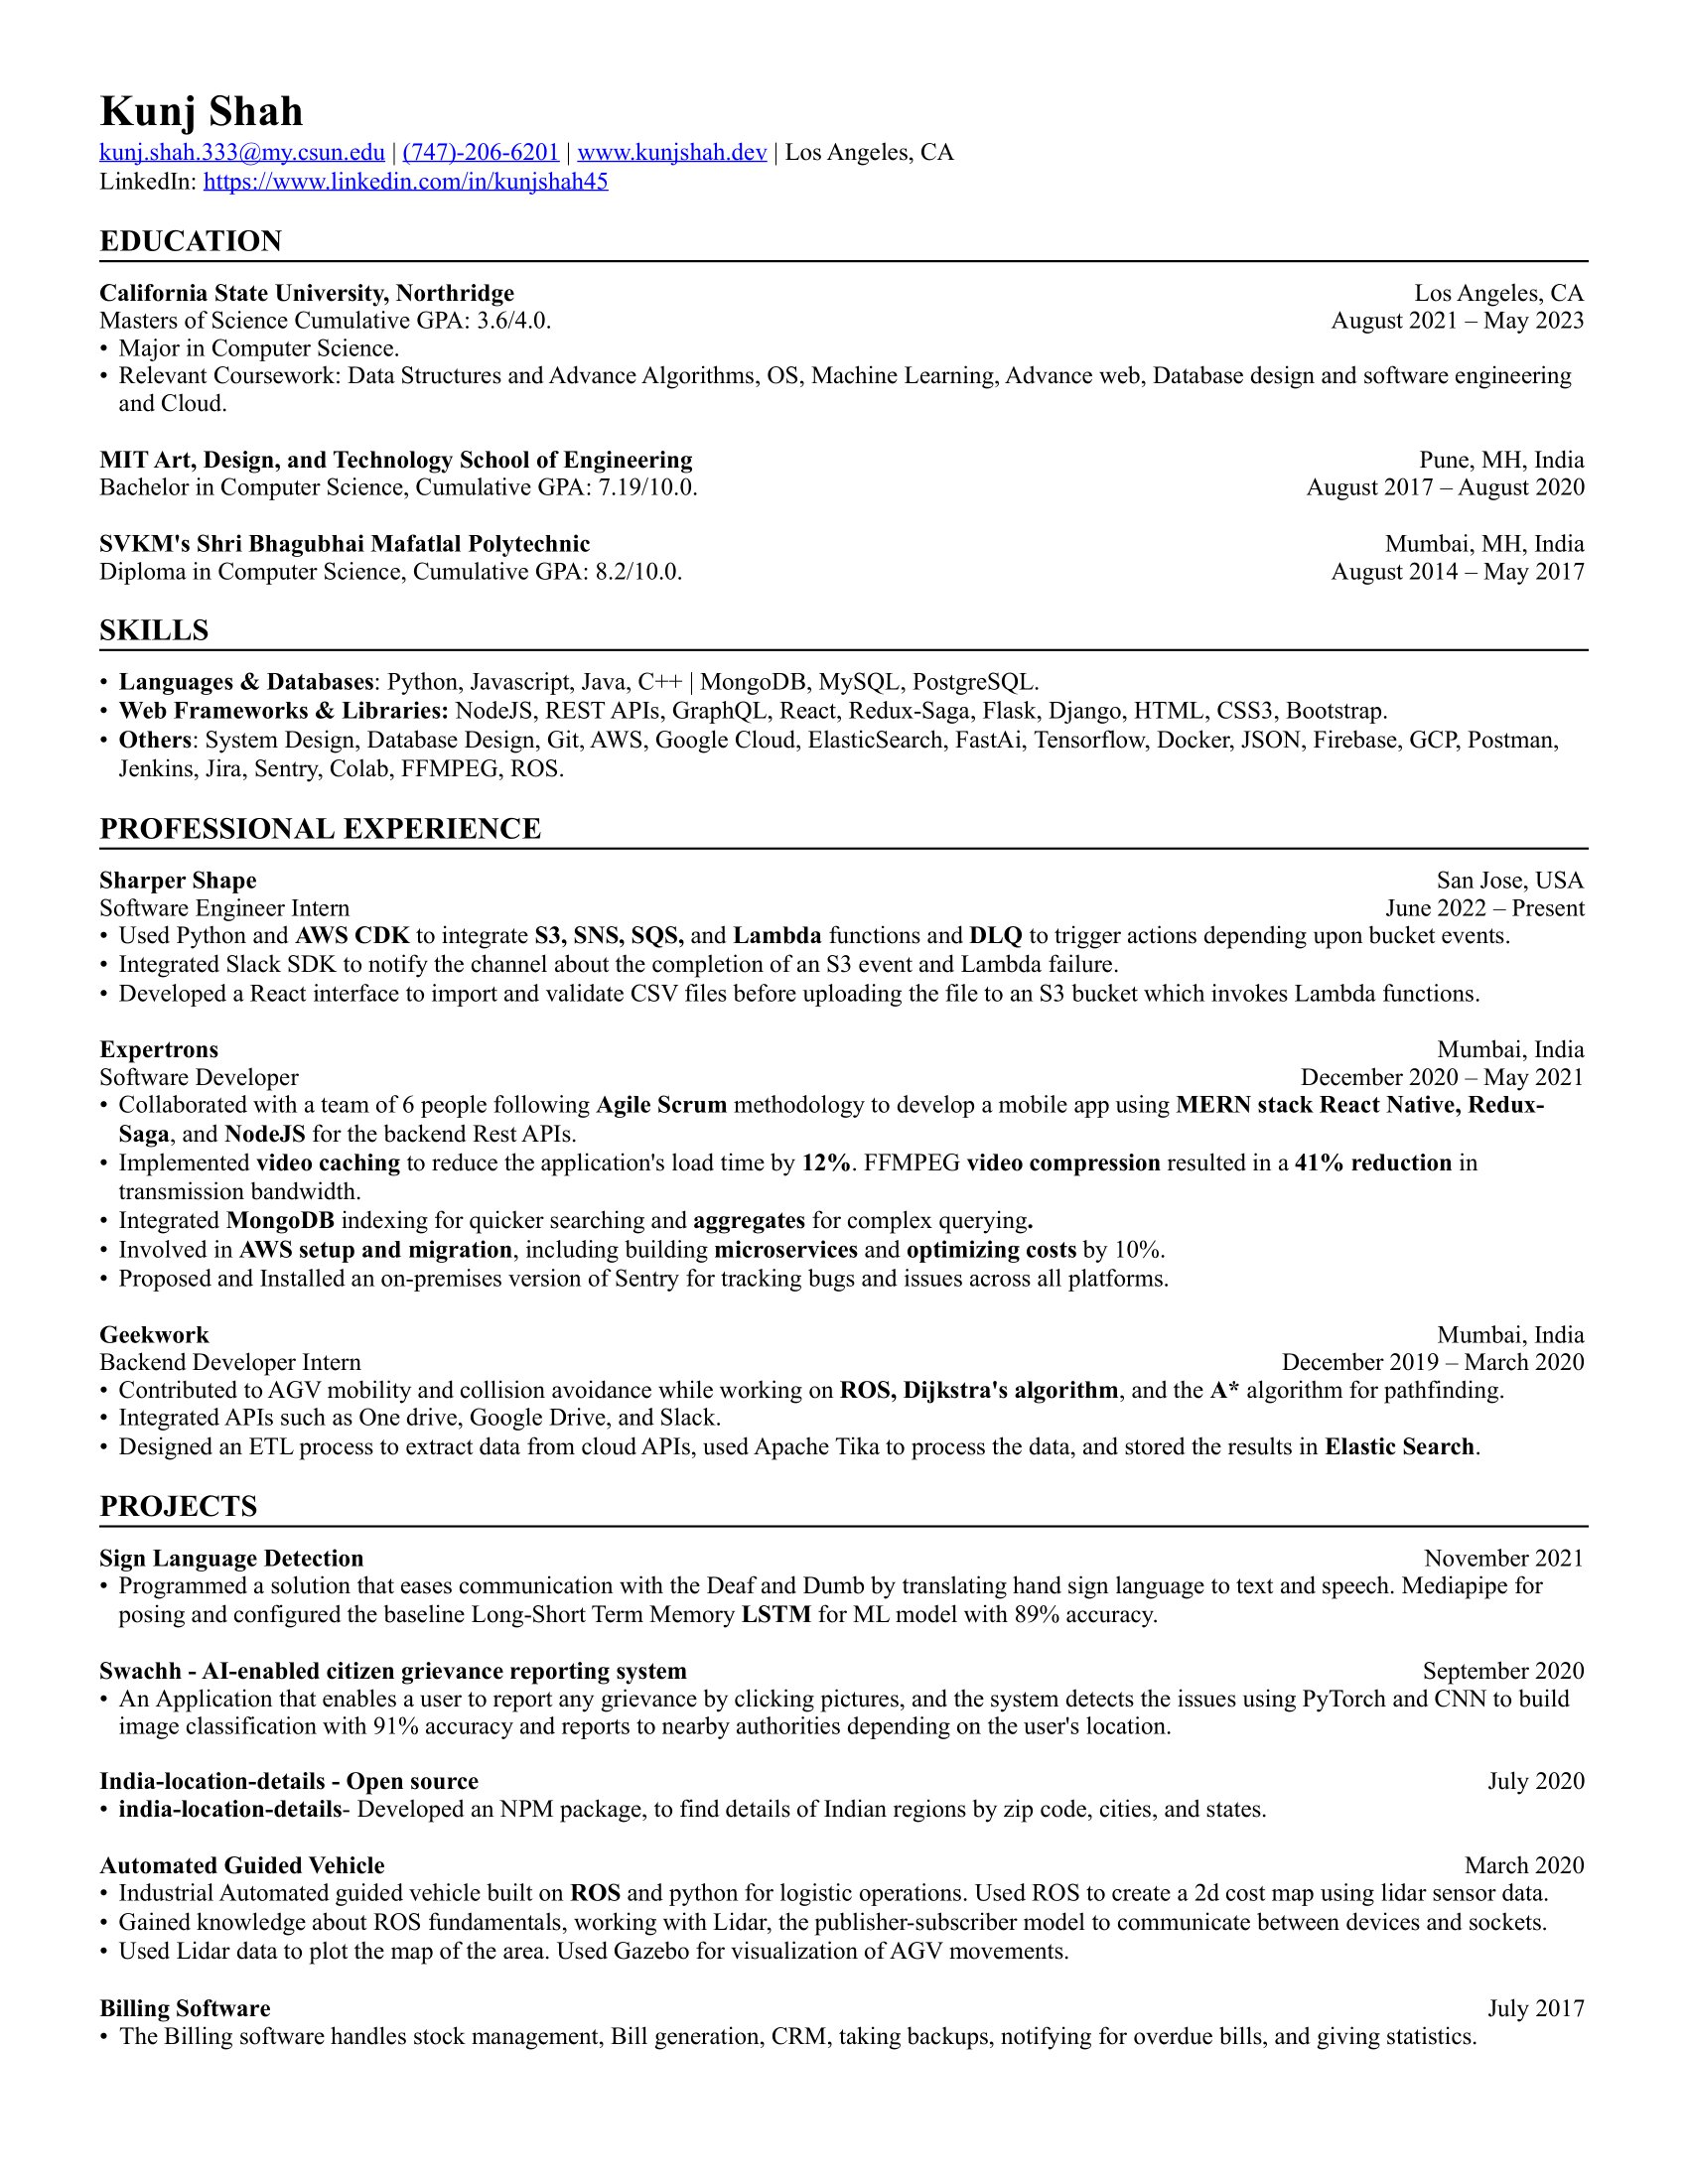 Kunj Shah
kunj.shah.333@my.csun.edu | (747)-206-6201 | www.kunjshah.dev | Los Angeles, CA
LinkedIn: https://www.linkedin.com/in/kunjshah45
EDUCATION
California State University, Northridge Los Angeles, CA
Masters of Science Cumulative GPA: 3.6/4.0. August 2021 – May 2023
• Major in Computer Science.
• Relevant Coursework: Data Structures and Advance Algorithms, OS, Machine Learning, Advance web, Database design and software engineering
and Cloud.
MIT Art, Design, and Technology School of Engineering Pune, MH, India
Bachelor in Computer Science, Cumulative GPA: 7.19/10.0. August 2017 – August 2020
SVKM's Shri Bhagubhai Mafatlal Polytechnic Mumbai, MH, India
Diploma in Computer Science, Cumulative GPA: 8.2/10.0. August 2014 – May 2017
SKILLS
• Languages & Databases: Python, Javascript, Java, C++ | MongoDB, MySQL, PostgreSQL.
• Web Frameworks & Libraries: NodeJS, REST APIs, GraphQL, React, Redux-Saga, Flask, Django, HTML, CSS3, Bootstrap.
• Others: System Design, Database Design, Git, AWS, Google Cloud, ElasticSearch, FastAi, Tensorflow, Docker, JSON, Firebase, GCP, Postman,
Jenkins, Jira, Sentry, Colab, FFMPEG, ROS.
PROFESSIONAL EXPERIENCE
Sharper Shape San Jose, USA
Software Engineer Intern June 2022 – Present
• Used Python and AWS CDK to integrate S3, SNS, SQS, and Lambda functions and DLQ to trigger actions depending upon bucket events.
• Integrated Slack SDK to notify the channel about the completion of an S3 event and Lambda failure.
• Developed a React interface to import and validate CSV files before uploading the file to an S3 bucket which invokes Lambda functions.
Expertrons Mumbai, India
Software Developer December 2020 – May 2021
• Collaborated with a team of 6 people following Agile Scrum methodology to develop a mobile app using MERN stack React Native, Redux-
Saga, and NodeJS for the backend Rest APIs.
• Implemented video caching to reduce the application's load time by 12%. FFMPEG video compression resulted in a 41% reduction in
transmission bandwidth.
• Integrated MongoDB indexing for quicker searching and aggregates for complex querying.
• Involved in AWS setup and migration, including building microservices and optimizing costs by 10%.
• Proposed and Installed an on-premises version of Sentry for tracking bugs and issues across all platforms.
Geekwork Mumbai, India
Backend Developer Intern December 2019 – March 2020
• Contributed to AGV mobility and collision avoidance while working on ROS, Dijkstra's algorithm, and the A* algorithm for pathfinding.
• Integrated APIs such as One drive, Google Drive, and Slack.
• Designed an ETL process to extract data from cloud APIs, used Apache Tika to process the data, and stored the results in Elastic Search.
PROJECTS
Sign Language Detection November 2021
• Programmed a solution that eases communication with the Deaf and Dumb by translating hand sign language to text and speech. Mediapipe for
posing and configured the baseline Long-Short Term Memory LSTM for ML model with 89% accuracy.
Swachh - AI-enabled citizen grievance reporting system September 2020
• An Application that enables a user to report any grievance by clicking pictures, and the system detects the issues using PyTorch and CNN to build
image classification with 91% accuracy and reports to nearby authorities depending on the user's location.
India-location-details - Open source July 2020
• india-location-details- Developed an NPM package, to find details of Indian regions by zip code, cities, and states.
Automated Guided Vehicle March 2020
• Industrial Automated guided vehicle built on ROS and python for logistic operations. Used ROS to create a 2d cost map using lidar sensor data.
• Gained knowledge about ROS fundamentals, working with Lidar, the publisher-subscriber model to communicate between devices and sockets.
• Used Lidar data to plot the map of the area. Used Gazebo for visualization of AGV movements.
Billing Software July 2017
• The Billing software handles stock management, Bill generation, CRM, taking backups, notifying for overdue bills, and giving statistics.